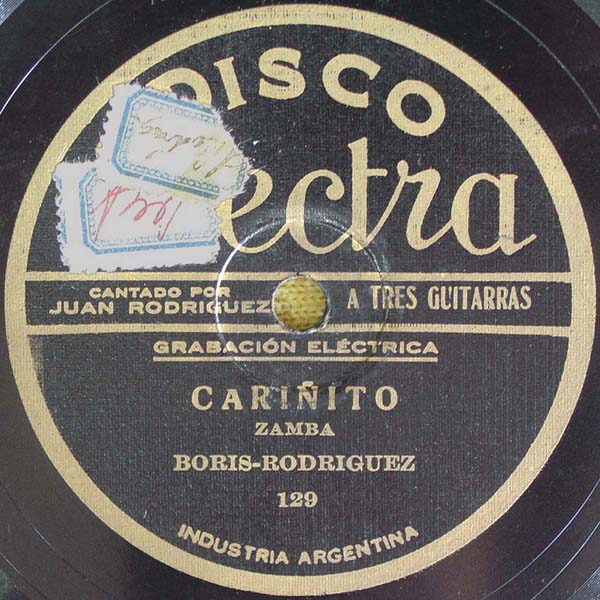 DISCO
ectra
CANTADO POR
JUAN RODRIGUEZ
A TRES GUITARRAS
GRABACIÓN ELÉCTRICA
CARIÑITO
ZAMBA
BORIS-RODRIGUEZ
129
INDUSTRIA ARGENTINA